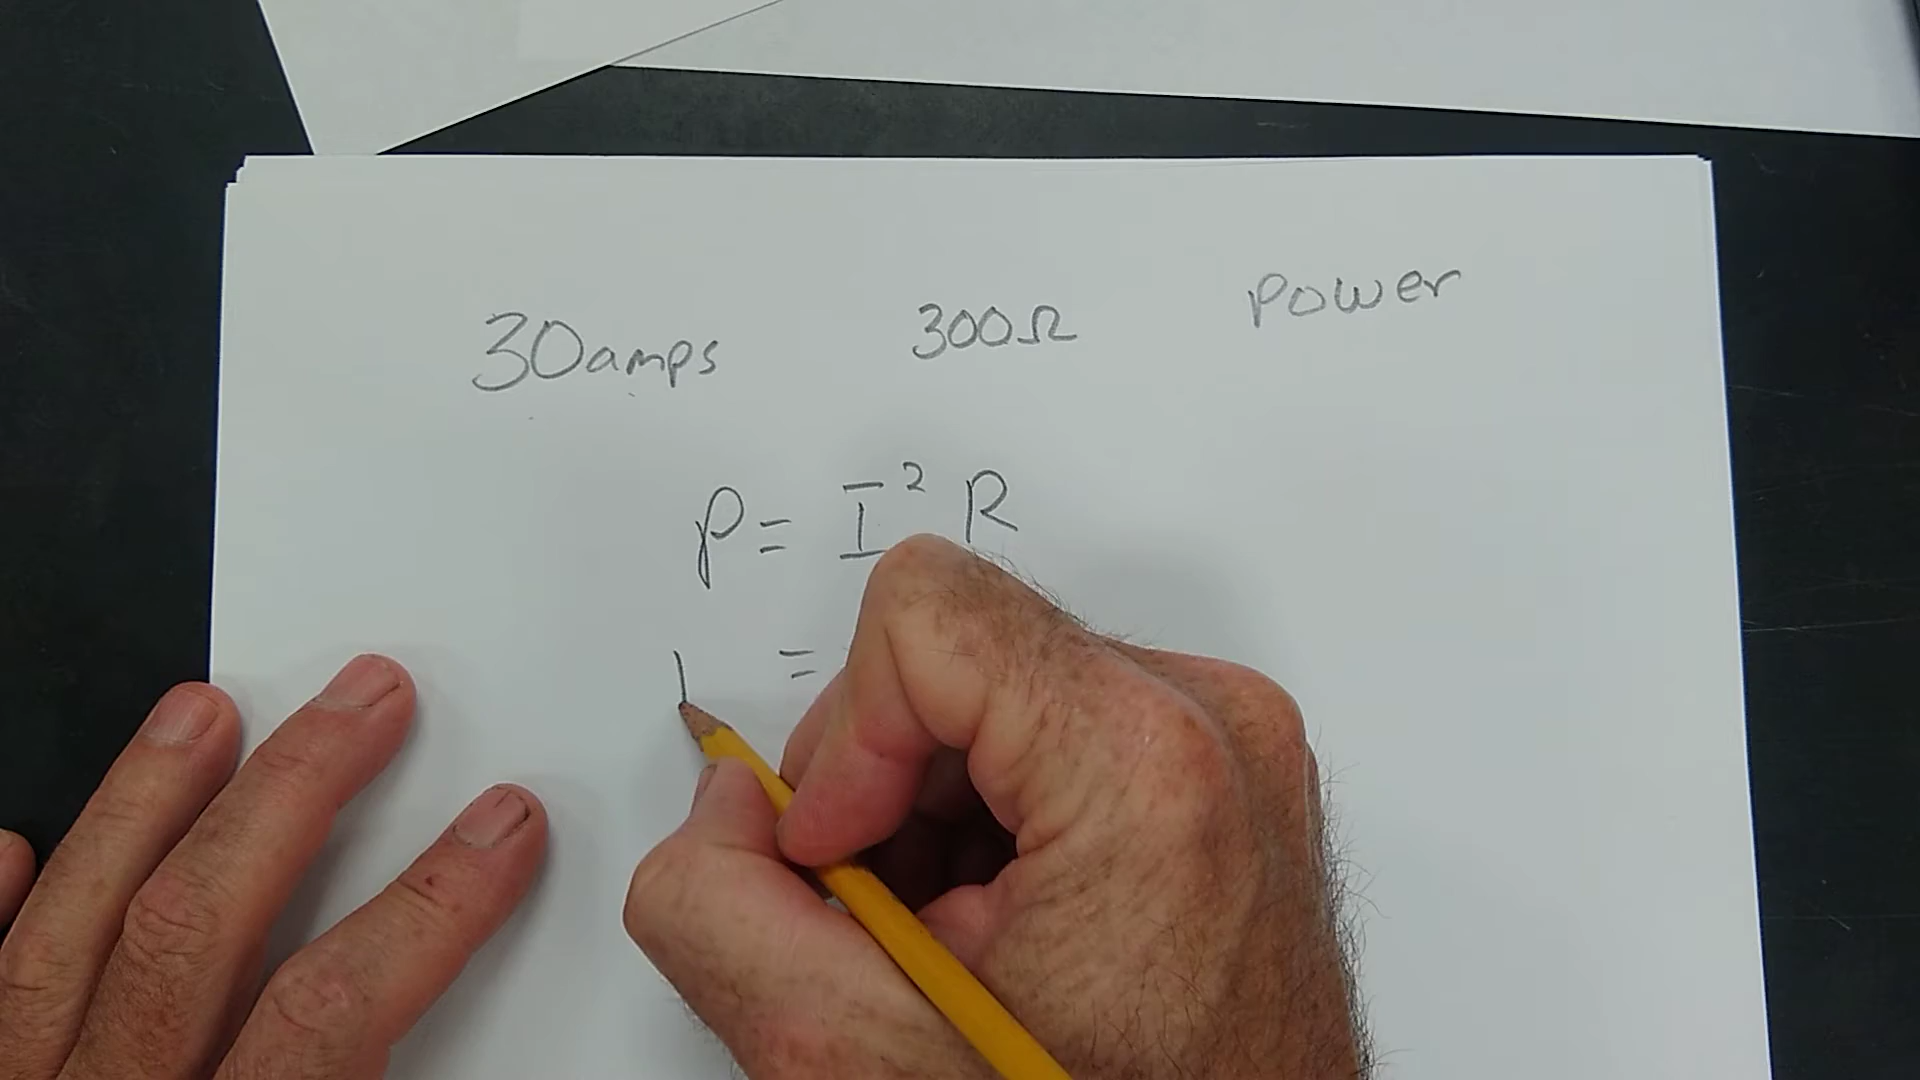 30amps 300Ω Power
P = I² R
=